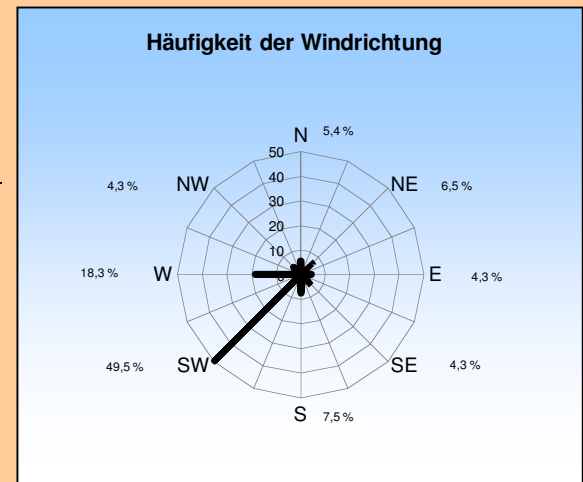 Häufigkeit der Windrichtung
N 5,4 %
50
4,3 % NW 40 NE 6,5 %
30
20
10
18,3 % W 0 E 4,3 %
49,5 % SW SE 4,3 %
S 7,5 %